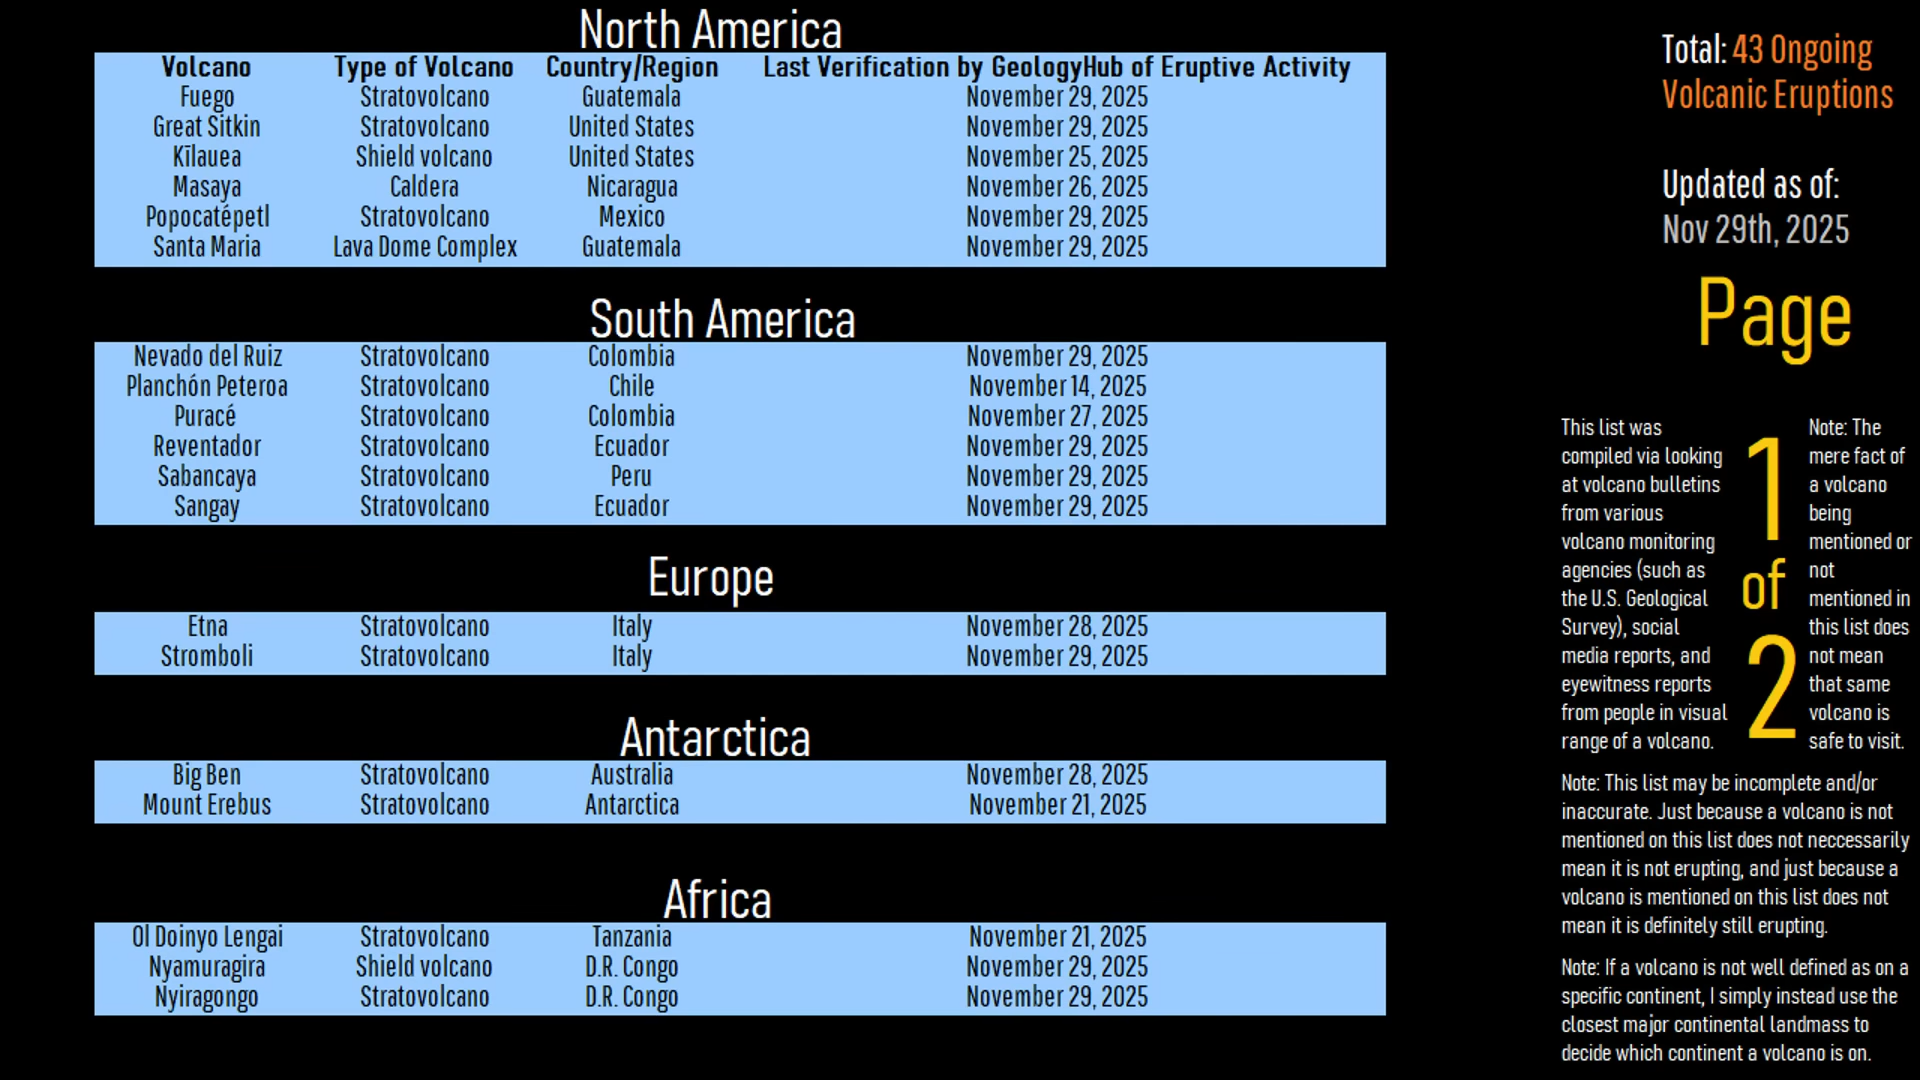 North America
Volcano Type of Volcano Country/Region Last Verification by GeologyHub of Eruptive Activity
Fuego Stratovolcano Guatemala November 29, 2025
Great Sitkin Stratovolcano United States November 29, 2025
Kīlauea Shield volcano United States November 25, 2025
Masaya Caldera Nicaragua November 26, 2025
Popocatépetl Stratovolcano Mexico November 29, 2025
Santa Maria Lava Dome Complex Guatemala November 29, 2025
South America
Nevado del Ruiz Stratovolcano Colombia November 29, 2025
Planchón Peteroa Stratovolcano Chile November 14, 2025
Puracé Stratovolcano Colombia November 27, 2025
Reventador Stratovolcano Ecuador November 29, 2025
Sabancaya Stratovolcano Peru November 29, 2025
Sangay Stratovolcano Ecuador November 29, 2025
Europe
Etna Stratovolcano Italy November 28, 2025
Stromboli Stratovolcano Italy November 29, 2025
Antarctica
Big Ben Stratovolcano Australia November 28, 2025
Mount Erebus Stratovolcano Antarctica November 21, 2025
Africa
Ol Doinyo Lengai Stratovolcano Tanzania November 21, 2025
Nyamuragira Shield volcano D.R. Congo November 29, 2025
Nyiragongo Stratovolcano D.R. Congo November 29, 2025
Total: 43 Ongoing
Volcanic Eruptions
Updated as of:
Nov 29th, 2025
Page
1
of
2
This list was
compiled via looking
at volcano bulletins
from various
volcano monitoring
agencies (such as
the U.S. Geological
Survey), social
media reports, and
eyewitness reports
from people in visual
range of a volcano.
Note: The
mere fact of
a volcano
being
mentioned or
not
mentioned in
this list does
not mean
that same
volcano is
safe to visit.
Note: This list may be incomplete and/or
inaccurate. Just because a volcano is not
mentioned on this list does not neccessarily
mean it is not erupting, and just because a
volcano is mentioned on this list does not
mean it is definitely still erupting.
Note: If a volcano is not well defined as on a
specific continent, I simply instead use the
closest major continental landmass to
decide which continent a volcano is on.